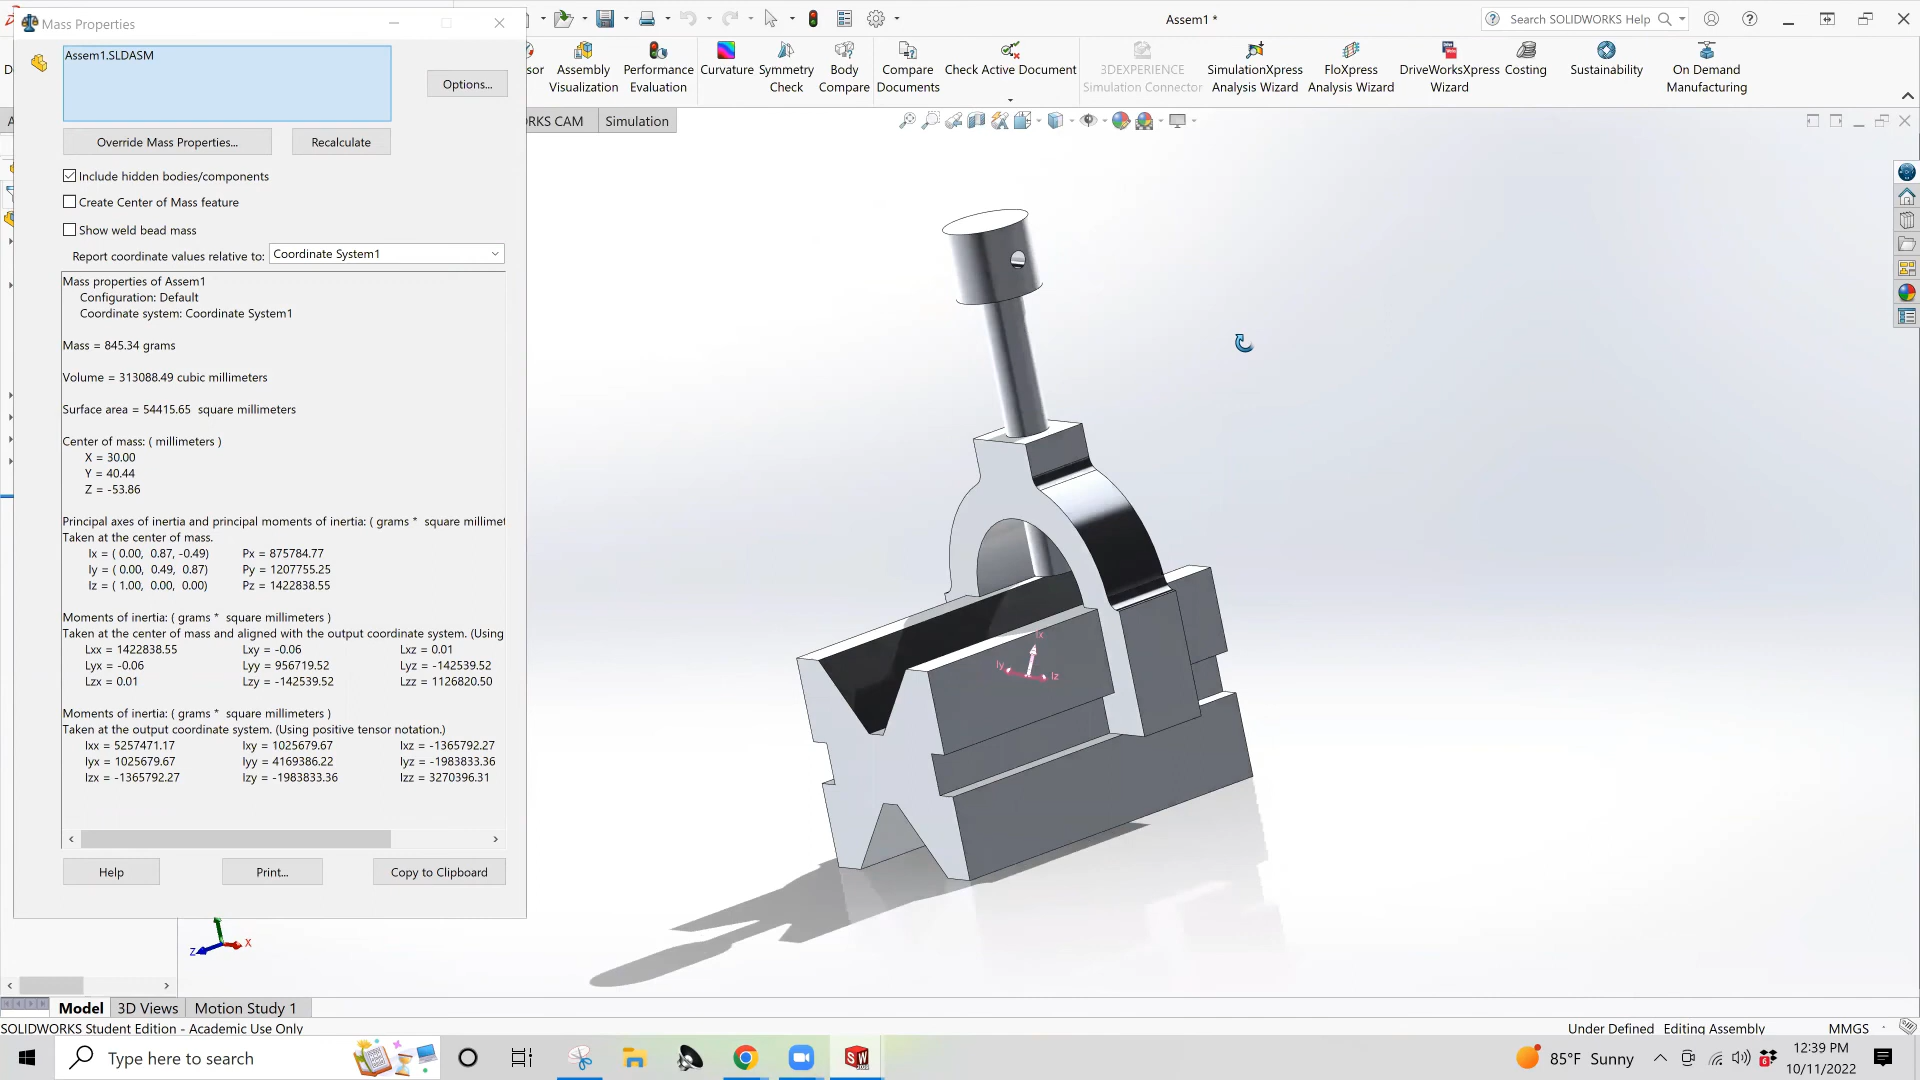 Mass Properties
Assem1 *
Search SOLIDWORKS Help
Assem1.SLDASM
Options...
Override Mass Properties...
Recalculate
Include hidden bodies/components
Create Center of Mass feature
Show weld bead mass
Report coordinate values relative to:
Coordinate System1
Mass properties of Assem1
Configuration: Default
Coordinate system: Coordinate System1
Mass = 845.34 grams
Volume = 313088.49 cubic millimeters
Surface area = 54415.65 square millimeters
Center of mass: ( millimeters )
X = 30.00
Y = 40.44
Z = -53.86
Principal axes of inertia and principal moments of inertia: ( grams * square millimet
Taken at the center of mass.
Ix = ( 0.00, 0.87, -0.49) Px = 875784.77
Iy = ( 0.00, 0.49, 0.87) Py = 1207755.25
Iz = ( 1.00, 0.00, 0.00) Pz = 1422838.55
Moments of inertia: ( grams * square millimeters )
Taken at the center of mass and aligned with the output coordinate system. (Using
Lxx = 1422838.55 Lxy = -0.06 Lxz = 0.01
Lyx = -0.06 Lyy = 956719.52 Lyz = -142539.52
Lzx = 0.01 Lzy = -142539.52 Lzz = 1126820.50
Moments of inertia: ( grams * square millimeters )
Taken at the output coordinate system. (Using positive tensor notation.)
Ixx = 5257471.17 Ixy = 1025679.67 Ixz = -1365792.27
Iyx = 1025679.67 Iyy = 4169386.22 Iyz = -1983833.36
Izx = -1365792.27 Izy = -1983833.36 Izz = 3270396.31
Help
Print...
Copy to Clipboard
sor
Assembly
Visualization
Performance
Evaluation
Curvature
Symmetry
Check
Body
Compare
Compare
Documents
Check Active Document
3DEXPERIENCE
Simulation Connector
SimulationXpress
Analysis Wizard
FloXpress
Analysis Wizard
DriveWorksXpress
Wizard
Costing
Sustainability
On Demand
Manufacturing
RKS CAM
Simulation
Ix
Iy
Iz
Z
X
Model
3D Views
Motion Study 1
SOLIDWORKS Student Edition - Academic Use Only
Under Defined
Editing Assembly
MMGS
Type here to search
85°F Sunny
12:39 PM
10/11/2022